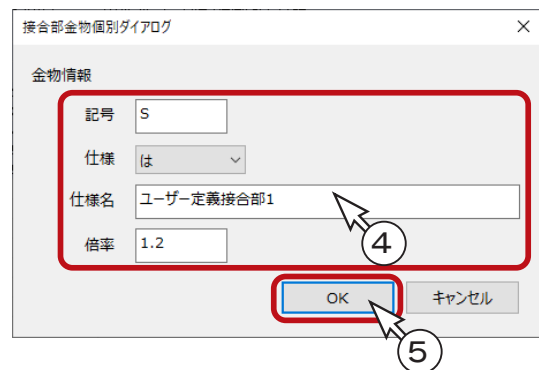 接合部金物個別ダイアログ
金物情報
記号 S
仕様 は
仕様名 ユーザー定義接合部1
④
倍率 1.2
OK キャンセル
⑤